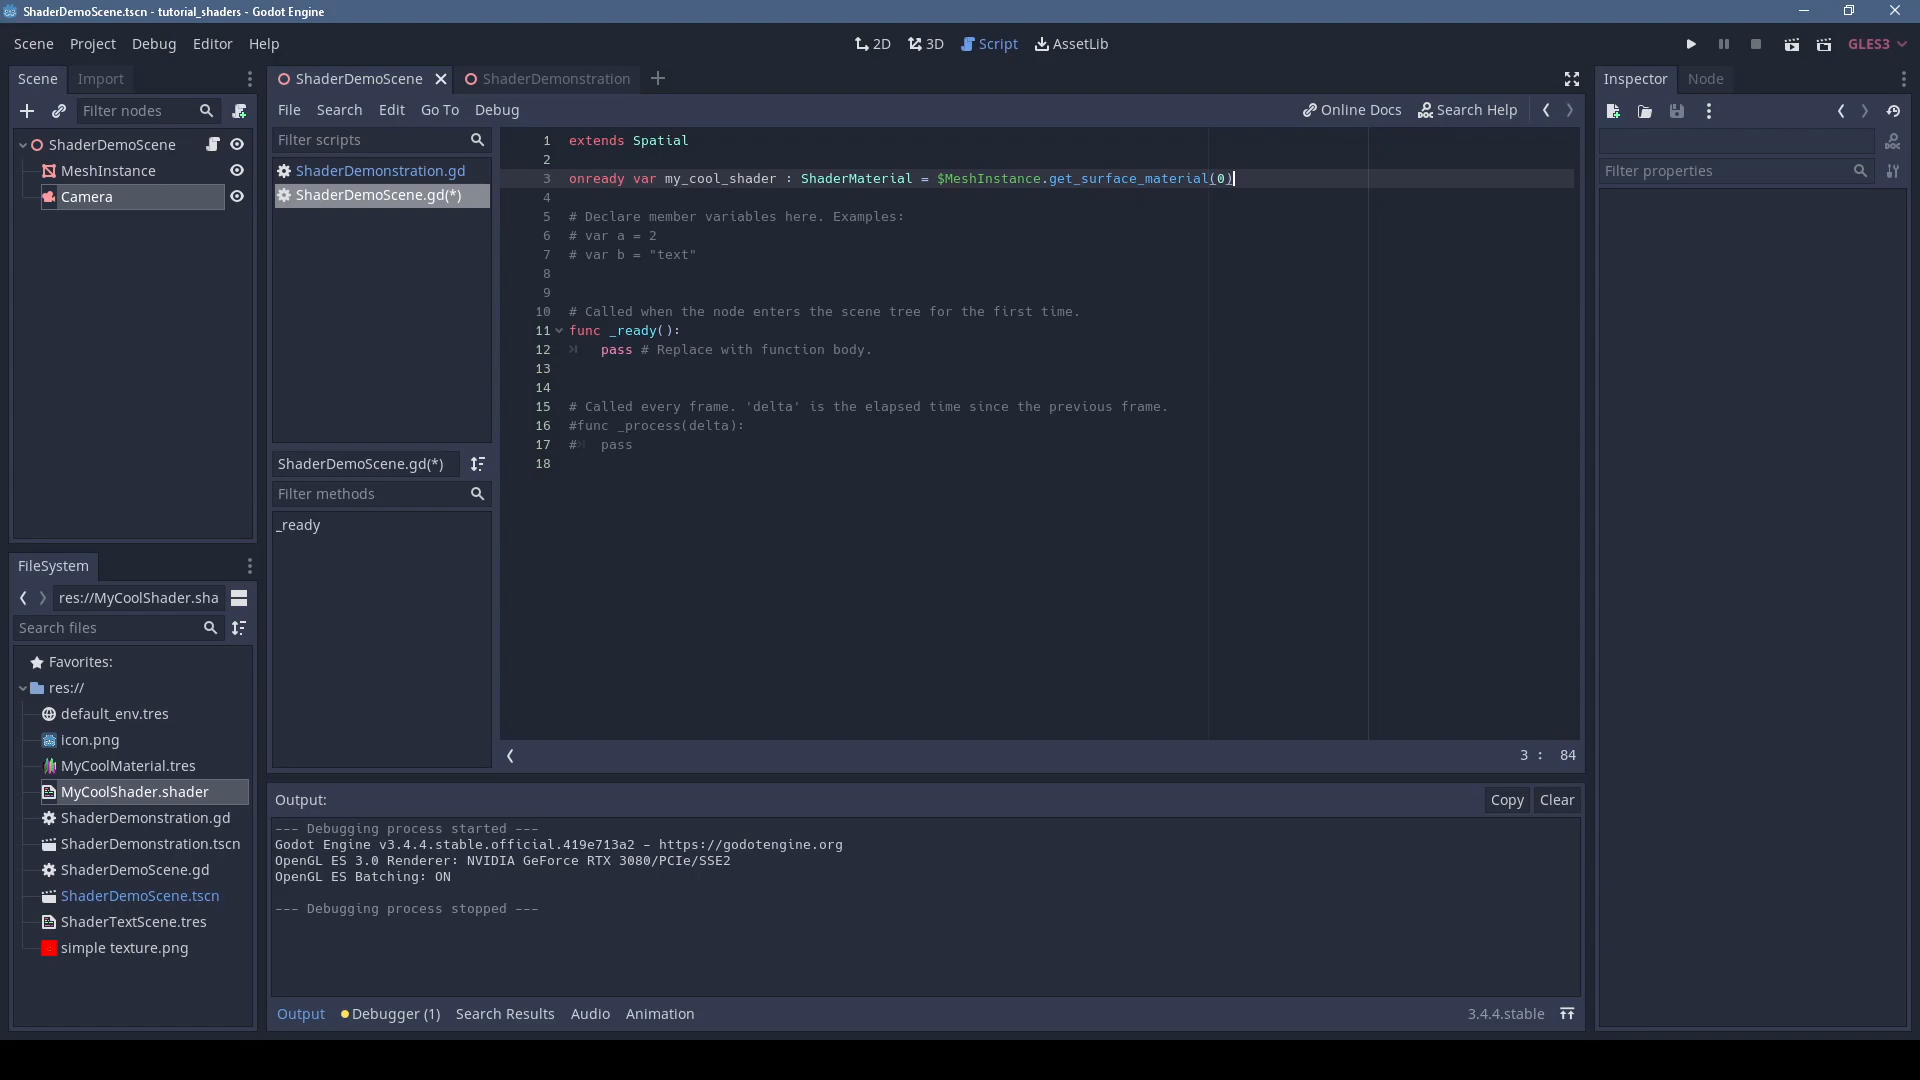 ShaderDemoScene.tscn - tutorial_shaders - Godot Engine
Scene Project Debug Editor Help
2D 3D Script AssetLib
GLES3
Scene Import
Filter nodes
ShaderDemoScene
MeshInstance
Camera
FileSystem
res://MyCoolShader.sha
Search files
Favorites:
res://
default_env.tres
icon.png
MyCoolMaterial.tres
MyCoolShader.shader
ShaderDemonstration.gd
ShaderDemonstration.tscn
ShaderDemoScene.gd
ShaderDemoScene.tscn
ShaderTextScene.tres
simple texture.png
ShaderDemoScene ShaderDemonstration
File Search Edit Go To Debug
Online Docs Search Help
Filter scripts
ShaderDemonstration.gd
ShaderDemoScene.gd(*)
ShaderDemoScene.gd(*)
Filter methods
_ready
1 extends Spatial
2
3 onready var my_cool_shader : ShaderMaterial = $MeshInstance.get_surface_material(0)
4
5 # Declare member variables here. Examples:
6 # var a = 2
7 # var b = "text"
8
9
10 # Called when the node enters the scene tree for the first time.
11 func _ready():
12 pass # Replace with function body.
13
14
15 # Called every frame. 'delta' is the elapsed time since the previous frame.
16 #func _process(delta):
17 # pass
18
3 : 84
Output:
Copy Clear
--- Debugging process started ---
Godot Engine v3.4.4.stable.official.419e713a2 - https://godotengine.org
OpenGL ES 3.0 Renderer: NVIDIA GeForce RTX 3080/PCIe/SSE2
OpenGL ES Batching: ON
--- Debugging process stopped ---
Output Debugger (1) Search Results Audio Animation
3.4.4.stable
Inspector Node
Filter properties